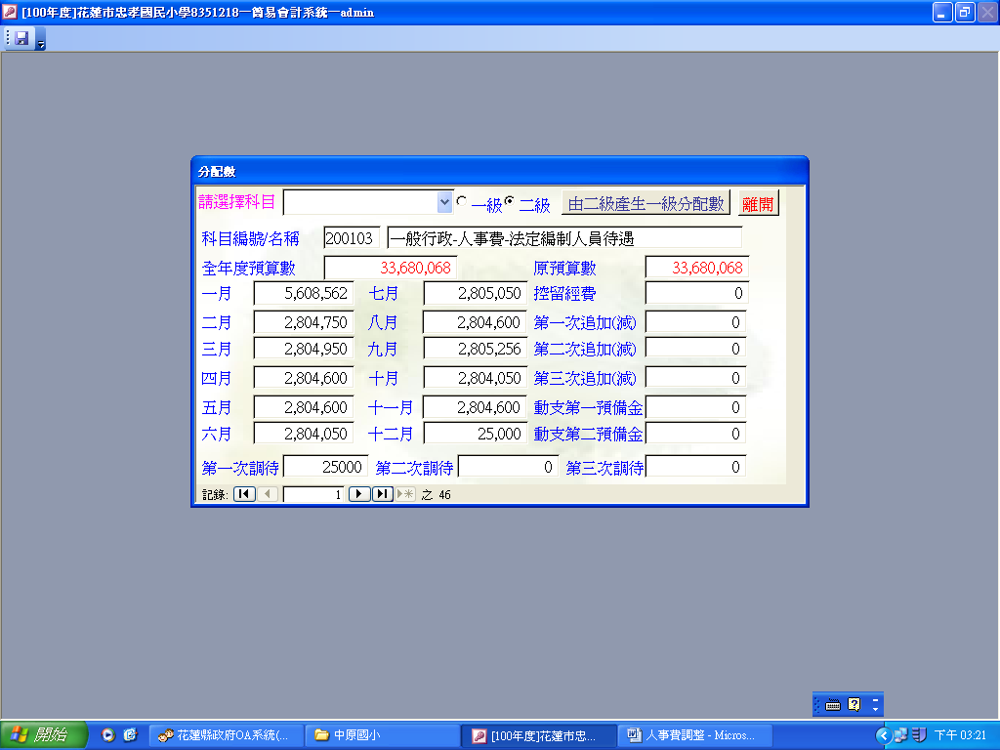 [100年度]花蓮市忠孝國民小學8351218—簡易會計系統—admin
分配數
請選擇科目 一級 二級 由二級產生一級分配數 離開
科目編號/名稱 200103 一般行政-人事費-法定編制人員待遇
全年度預算數 33,680,068 原預算數 33,680,068
一月 5,608,562 七月 2,805,050 控留經費 0
二月 2,804,750 八月 2,804,600 第一次追加(減) 0
三月 2,804,950 九月 2,805,256 第二次追加(減) 0
四月 2,804,600 十月 2,804,050 第三次追加(減) 0
五月 2,804,600 十一月 2,804,600 動支第一預備金 0
六月 2,804,050 十二月 25,000 動支第二預備金 0
第一次調待 25000 第二次調待 0 第三次調待 0
記錄: 1 之 46
開始 花蓮縣政府OA系統(... 中原國小 [100年度]花蓮市忠... 人事費調整 - Micros... 下午 03:21